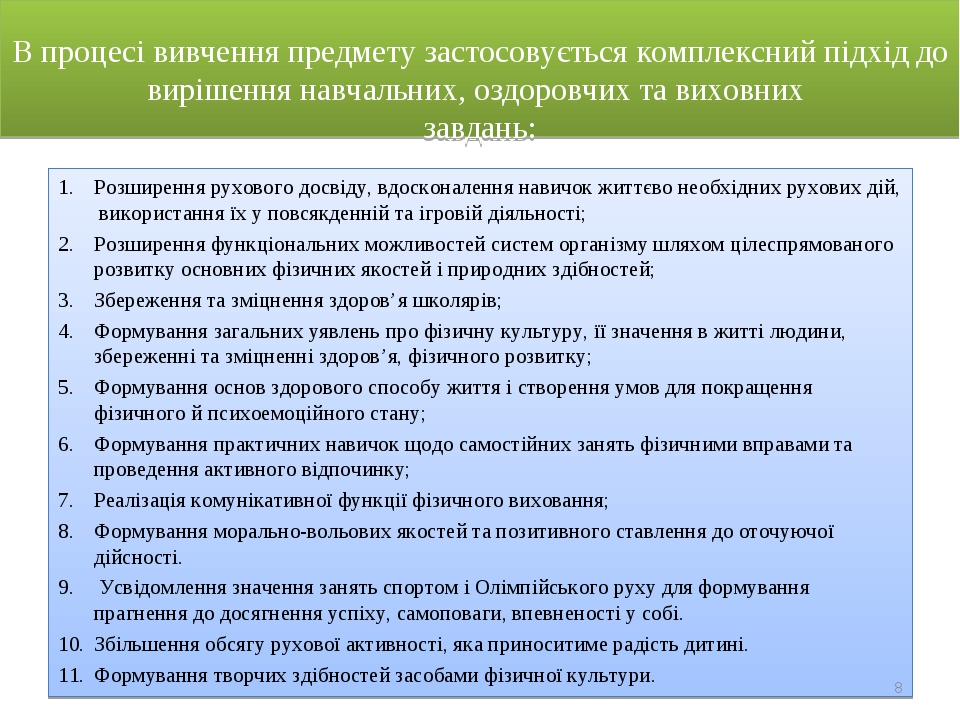 В процесі вивчення предмету застосовується комплексний підхід до
вирішення навчальних, оздоровчих та виховних
завдань:
1. Розширення рухового досвіду, вдосконалення навичок життєво необхідних рухових дій,
використання їх у повсякденній та ігровій діяльності;
2. Розширення функціональних можливостей систем організму шляхом цілеспрямованого
розвитку основних фізичних якостей і природних здібностей;
3. Збереження та зміцнення здоров’я школярів;
4. Формування загальних уявлень про фізичну культуру, її значення в житті людини,
збереженні та зміцненні здоров’я, фізичного розвитку;
5. Формування основ здорового способу життя і створення умов для покращення
фізичного й психоемоційного стану;
6. Формування практичних навичок щодо самостійних занять фізичними вправами та
проведення активного відпочинку;
7. Реалізація комунікативної функції фізичного виховання;
8. Формування морально-вольових якостей та позитивного ставлення до оточуючої
дійсності.
9. Усвідомлення значення занять спортом і Олімпійського руху для формування
прагнення до досягнення успіху, самоповаги, впевненості у собі.
10. Збільшення обсягу рухової активності, яка приноситиме радість дитині.
11. Формування творчих здібностей засобами фізичної культури.
8